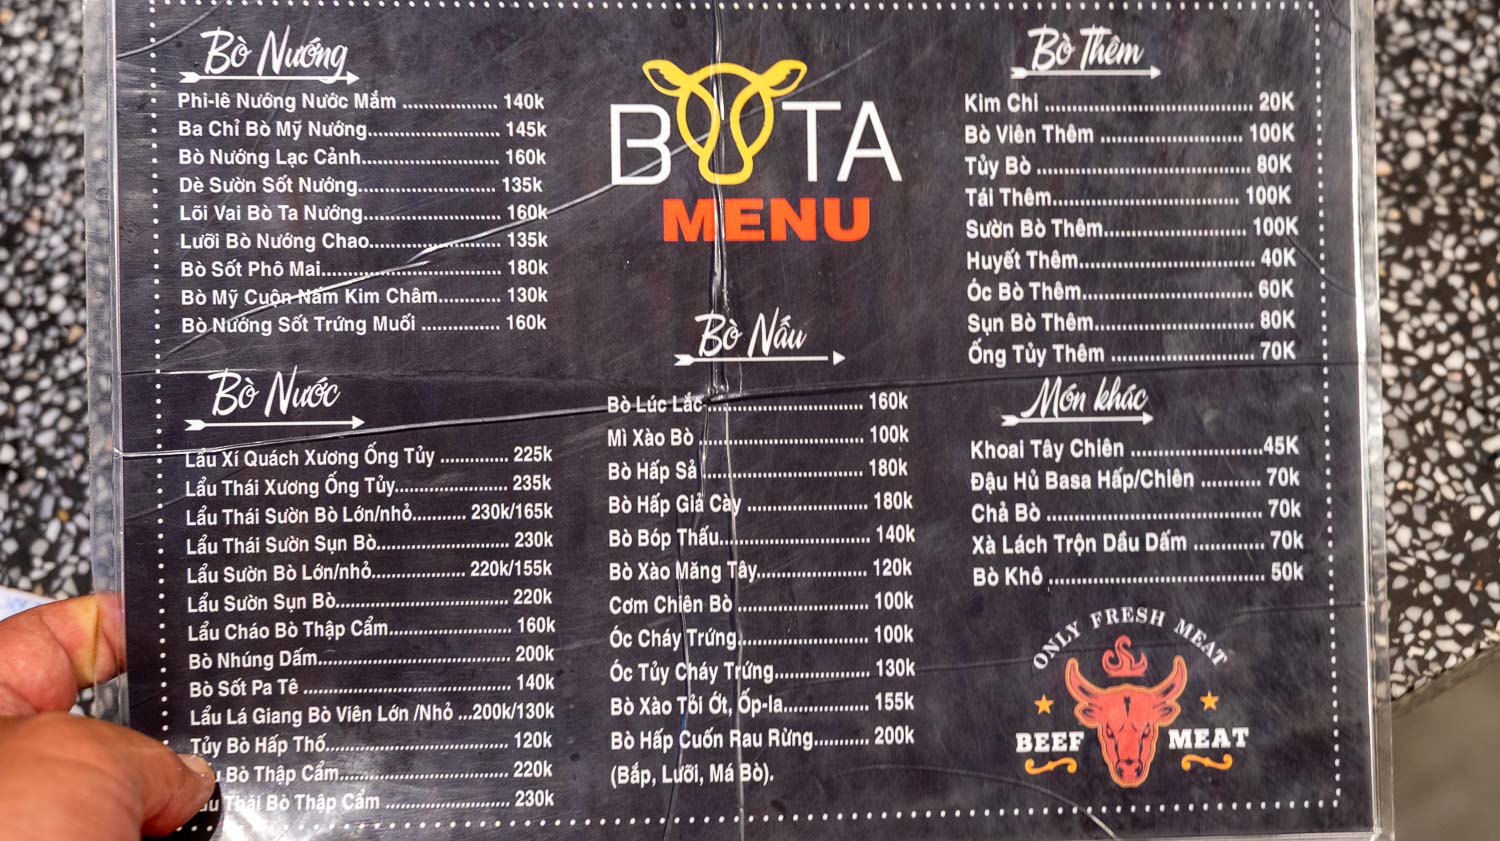 Bò Nướng
Phi-lê Nướng Nước Mắm .................. 140k
Ba Chỉ Bò Mỹ Nướng......................... 145k
Bò Nướng Lạc Cảnh.......................... 160k
Dè Sườn Sốt Nướng.......................... 135k
Lõi Vai Bò Ta Nướng.......................... 160k
Lưỡi Bò Nướng Chao......................... 135k
Bò Sốt Phô Mai.................................. 180k
Bò Mỹ Cuộn Nấm Kim Châm............ 130k
Bò Nướng Sốt Trứng Muối ............... 160k
Bò Nước
Lẩu Xí Quách Xương Ống Tủy ............. 225k
Lẩu Thái Xương Ống Tủy...................... 235k
Lẩu Thái Sườn Bò Lớn/nhỏ........... 230k/165k
Lẩu Thái Sườn Sụn Bò.......................... 230k
Lẩu Sườn Bò Lớn/nhỏ................... 220k/155k
Lẩu Sườn Sụn Bò.................................. 220k
Lẩu Cháo Bò Thập Cẩm........................ 160k
Bò Nhúng Dấm..................................... 200k
Bò Sốt Pa Tê ........................................ 140k
Lẩu Lá Giang Bò Viên Lớn /Nhỏ ...200k/130k
Tủy Bò Hấp Thố.................................... 120k
Bò Thập Cẩm................................. 220k
Thái Bò Thập Cẩm ........................ 230k
BOTA
MENU
Bò Nấu
Bò Lúc Lắc ............................ 160k
Mì Xào Bò .............................. 100k
Bò Hấp Sả .............................. 180k
Bò Hấp Giả Cày ..................... 180k
Bò Bóp Thấu........................... 140k
Bò Xào Măng Tây.................... 120k
Cơm Chiên Bò ........................ 100k
Óc Cháy Trứng........................ 100k
Óc Tủy Cháy Trứng................. 130k
Bò Xào Tỏi Ớt, Ốp-la............... 155k
Bò Hấp Cuốn Rau Rừng........... 200k
(Bắp, Lưỡi, Má Bò).
Bò Thêm
Kim Chi ...................................... 20K
Bò Viên Thêm .......................... 100K
Tủy Bò ........................................ 80K
Tái Thêm................................... 100K
Sườn Bò Thêm.......................... 100K
Huyết Thêm................................ 40K
Óc Bò Thêm................................ 60K
Sụn Bò Thêm.............................. 80K
Ống Tủy Thêm ........................... 70K
Món khác
Khoai Tây Chiên ........................45K
Đậu Hủ Basa Hấp/Chiên ........... 70k
Chả Bò ....................................... 70k
Xà Lách Trộn Dầu Dấm ............. 70k
Bò Khô ....................................... 50k
ONLY FRESH MEAT
BEEF MEAT